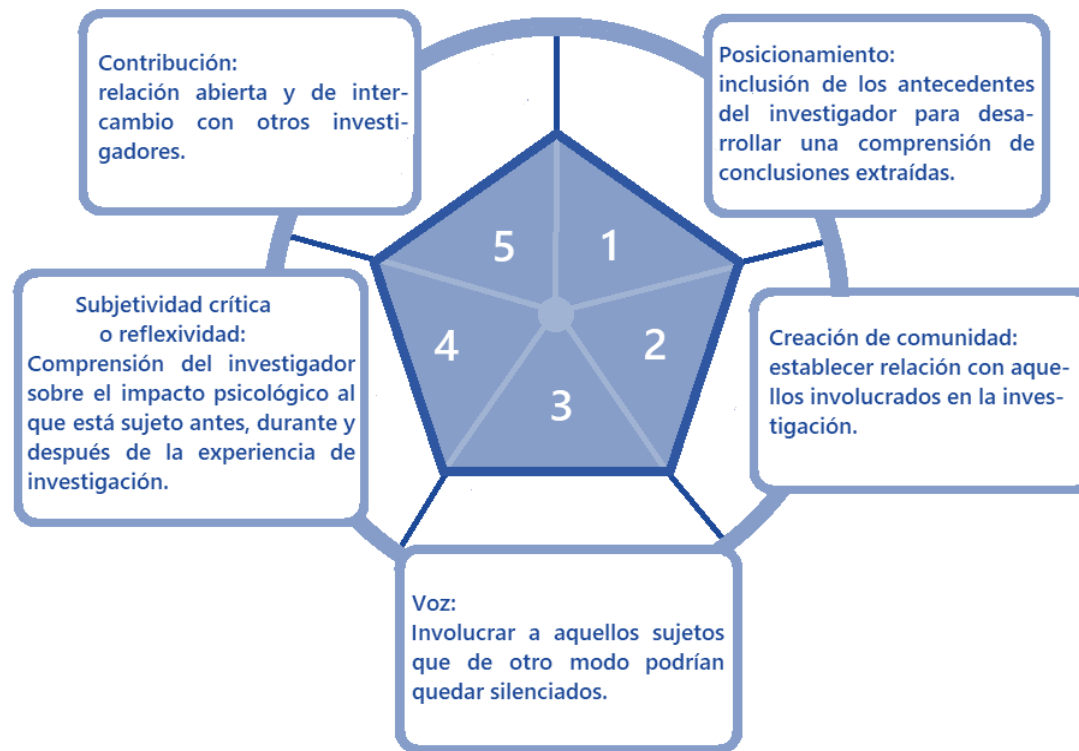 Contribución:
relación abierta y de inter-
cambio con otros investi-
gadores.
Posicionamiento:
inclusión de los antecedentes
del investigador para desa-
rrollar una comprensión de
conclusiones extraídas.
5
1
4
2
3
Subjetividad crítica
o reflexividad:
Comprensión del investigador
sobre el impacto psicológico al
que está sujeto antes, durante y
después de la experiencia de
investigación.
Creación de comunidad:
establecer relación con aque-
llos involucrados en la inves-
tigación.
Voz:
Involucrar a aquellos sujetos
que de otro modo podrían
quedar silenciados.